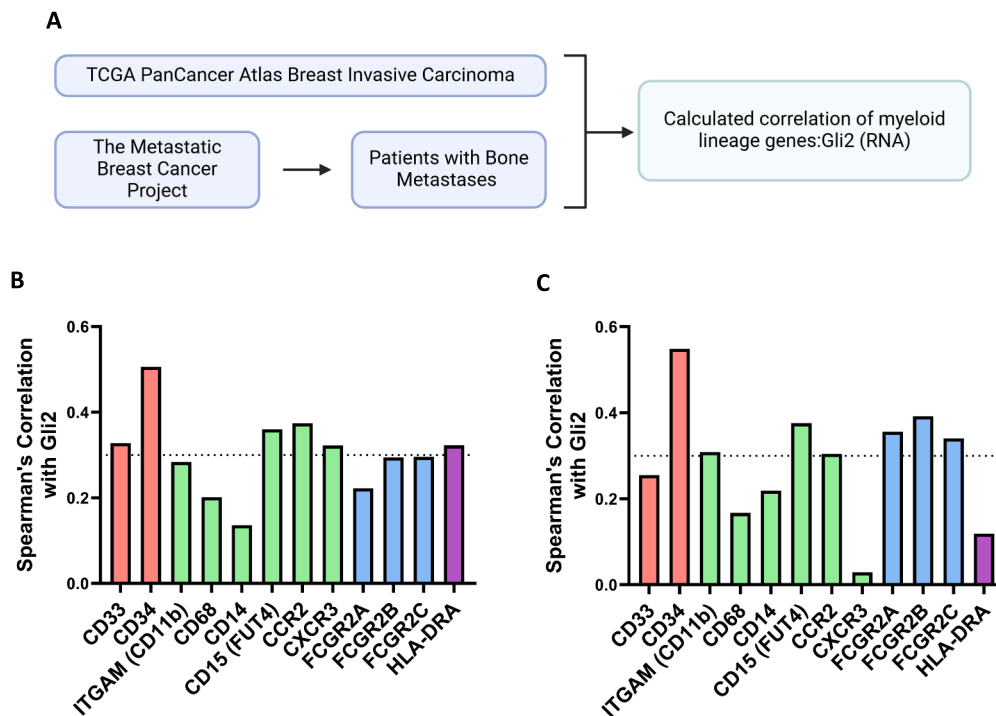 A
TCGA PanCancer Atlas Breast Invasive Carcinoma
The Metastatic
Breast Cancer
Project
Patients with Bone
Metastases
Calculated correlation of myeloid
lineage genes:Gli2 (RNA)
B
Spearman's Correlation
with Gli2
0.6
0.4
0.2
0.0
CD33
CD34
ITGAM (CD11b)
CD68
CD14
CD15 (FUT4)
CCR2
CXCR3
FCGR2A
FCGR2B
FCGR2C
HLA-DRA
C
Spearman's Correlation
with Gli2
0.6
0.4
0.2
0.0
CD33
CD34
ITGAM (CD11b)
CD68
CD14
CD15 (FUT4)
CCR2
CXCR3
FCGR2A
FCGR2B
FCGR2C
HLA-DRA